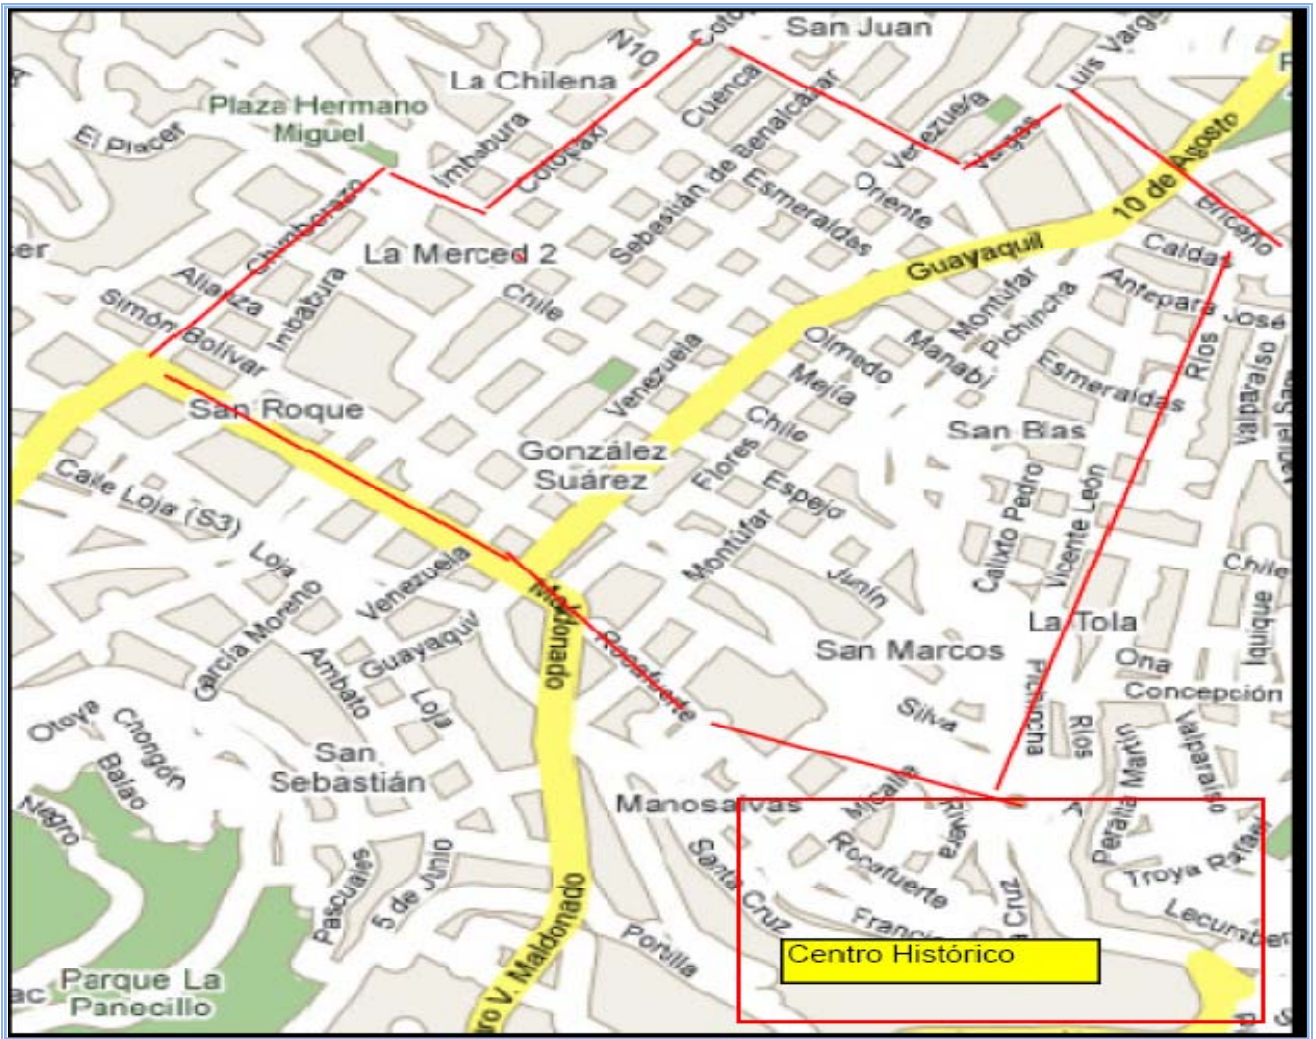 San Juan
N10
Luis
La Chilena
Cuenca
Plaza Hermano
Miguel
El Placer
Imbabura
Cotopaxi
Sebastián de Benalcázar
Venezuela
Vargas
10 de Agosto
Oriente
Esmeraldas
Briceño
Chimborazo
La Merced 2
Guayaquil
Caldas
Alianza
Simón Bolívar
Imbabura
Chile
Montúfar
Pichincha
Antepara
José
Olmedo
Manabí
Mejía
Venezuela
Esmeraldas
Ríos
Valparaíso
San Roque
Chile
San Blas
González
Suárez
Flores
Espejo
Calle Loja (S3)
Montúfar
Calixto Pedro
Vicente León
Loja
Venezuela
Junín
Chile
García Moreno
Maldonado
Rocafuerte
La Tola
Iquique
Guayaquil
Ambato
Loja
San Marcos
Ona
Concepción
Otoya
Chongón
Balao
Silva
Pichincha
Ríos
Valparaíso
San
Sebastián
Manosalvas
Micaila
Rivera
Peralta
Negro
Rocafuerte
Troya Rafael
Santa Cruz
Cruz
Pascuales
5 de Junio
Portilla
Centro Histórico
Parque La
Panecillo
V. Maldonado